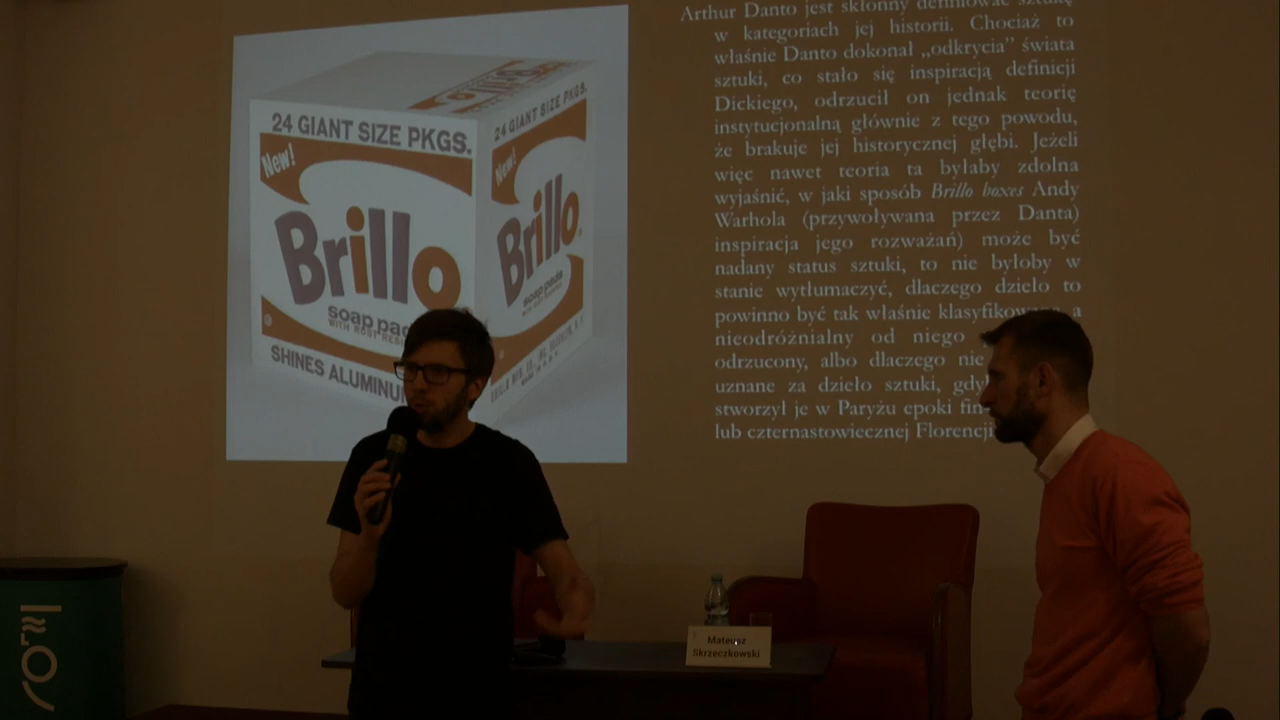 24 GIANT SIZE PKGS.
New!
Brillo
soap pads
SHINES ALUMINUM
24 GIANT SIZE PKGS.
New!
Brillo
soap pads
Arthur Danto jest skłonny definiować sztukę
w kategoriach jej historii. Chociaż to
właśnie Danto dokonał „odkrycia” świata
sztuki, co stało się inspiracją definicji
Dickiego, odrzucił on jednak teorię
instytucjonalną głównie z tego powodu,
że brakuje jej historycznej głębi. Jeżeli
więc nawet teoria ta byłaby zdolna
wyjaśnić, w jaki sposób Brillo boxes Andy
Warhola (przywoływana przez Danta)
inspiracja jego rozważań) może być
nadany status sztuki, to nie byłoby w
stanie wytłumaczyć, dlaczego dzieło to
powinno być tak właśnie a
nieodróżnialny od niego
odrzucony, albo dlaczego nie
uznane za dzieło sztuki,
stworzył je w Paryżu epoki
lub czternastowiecznej Florencji
Mateusz
Skrzeczkowski